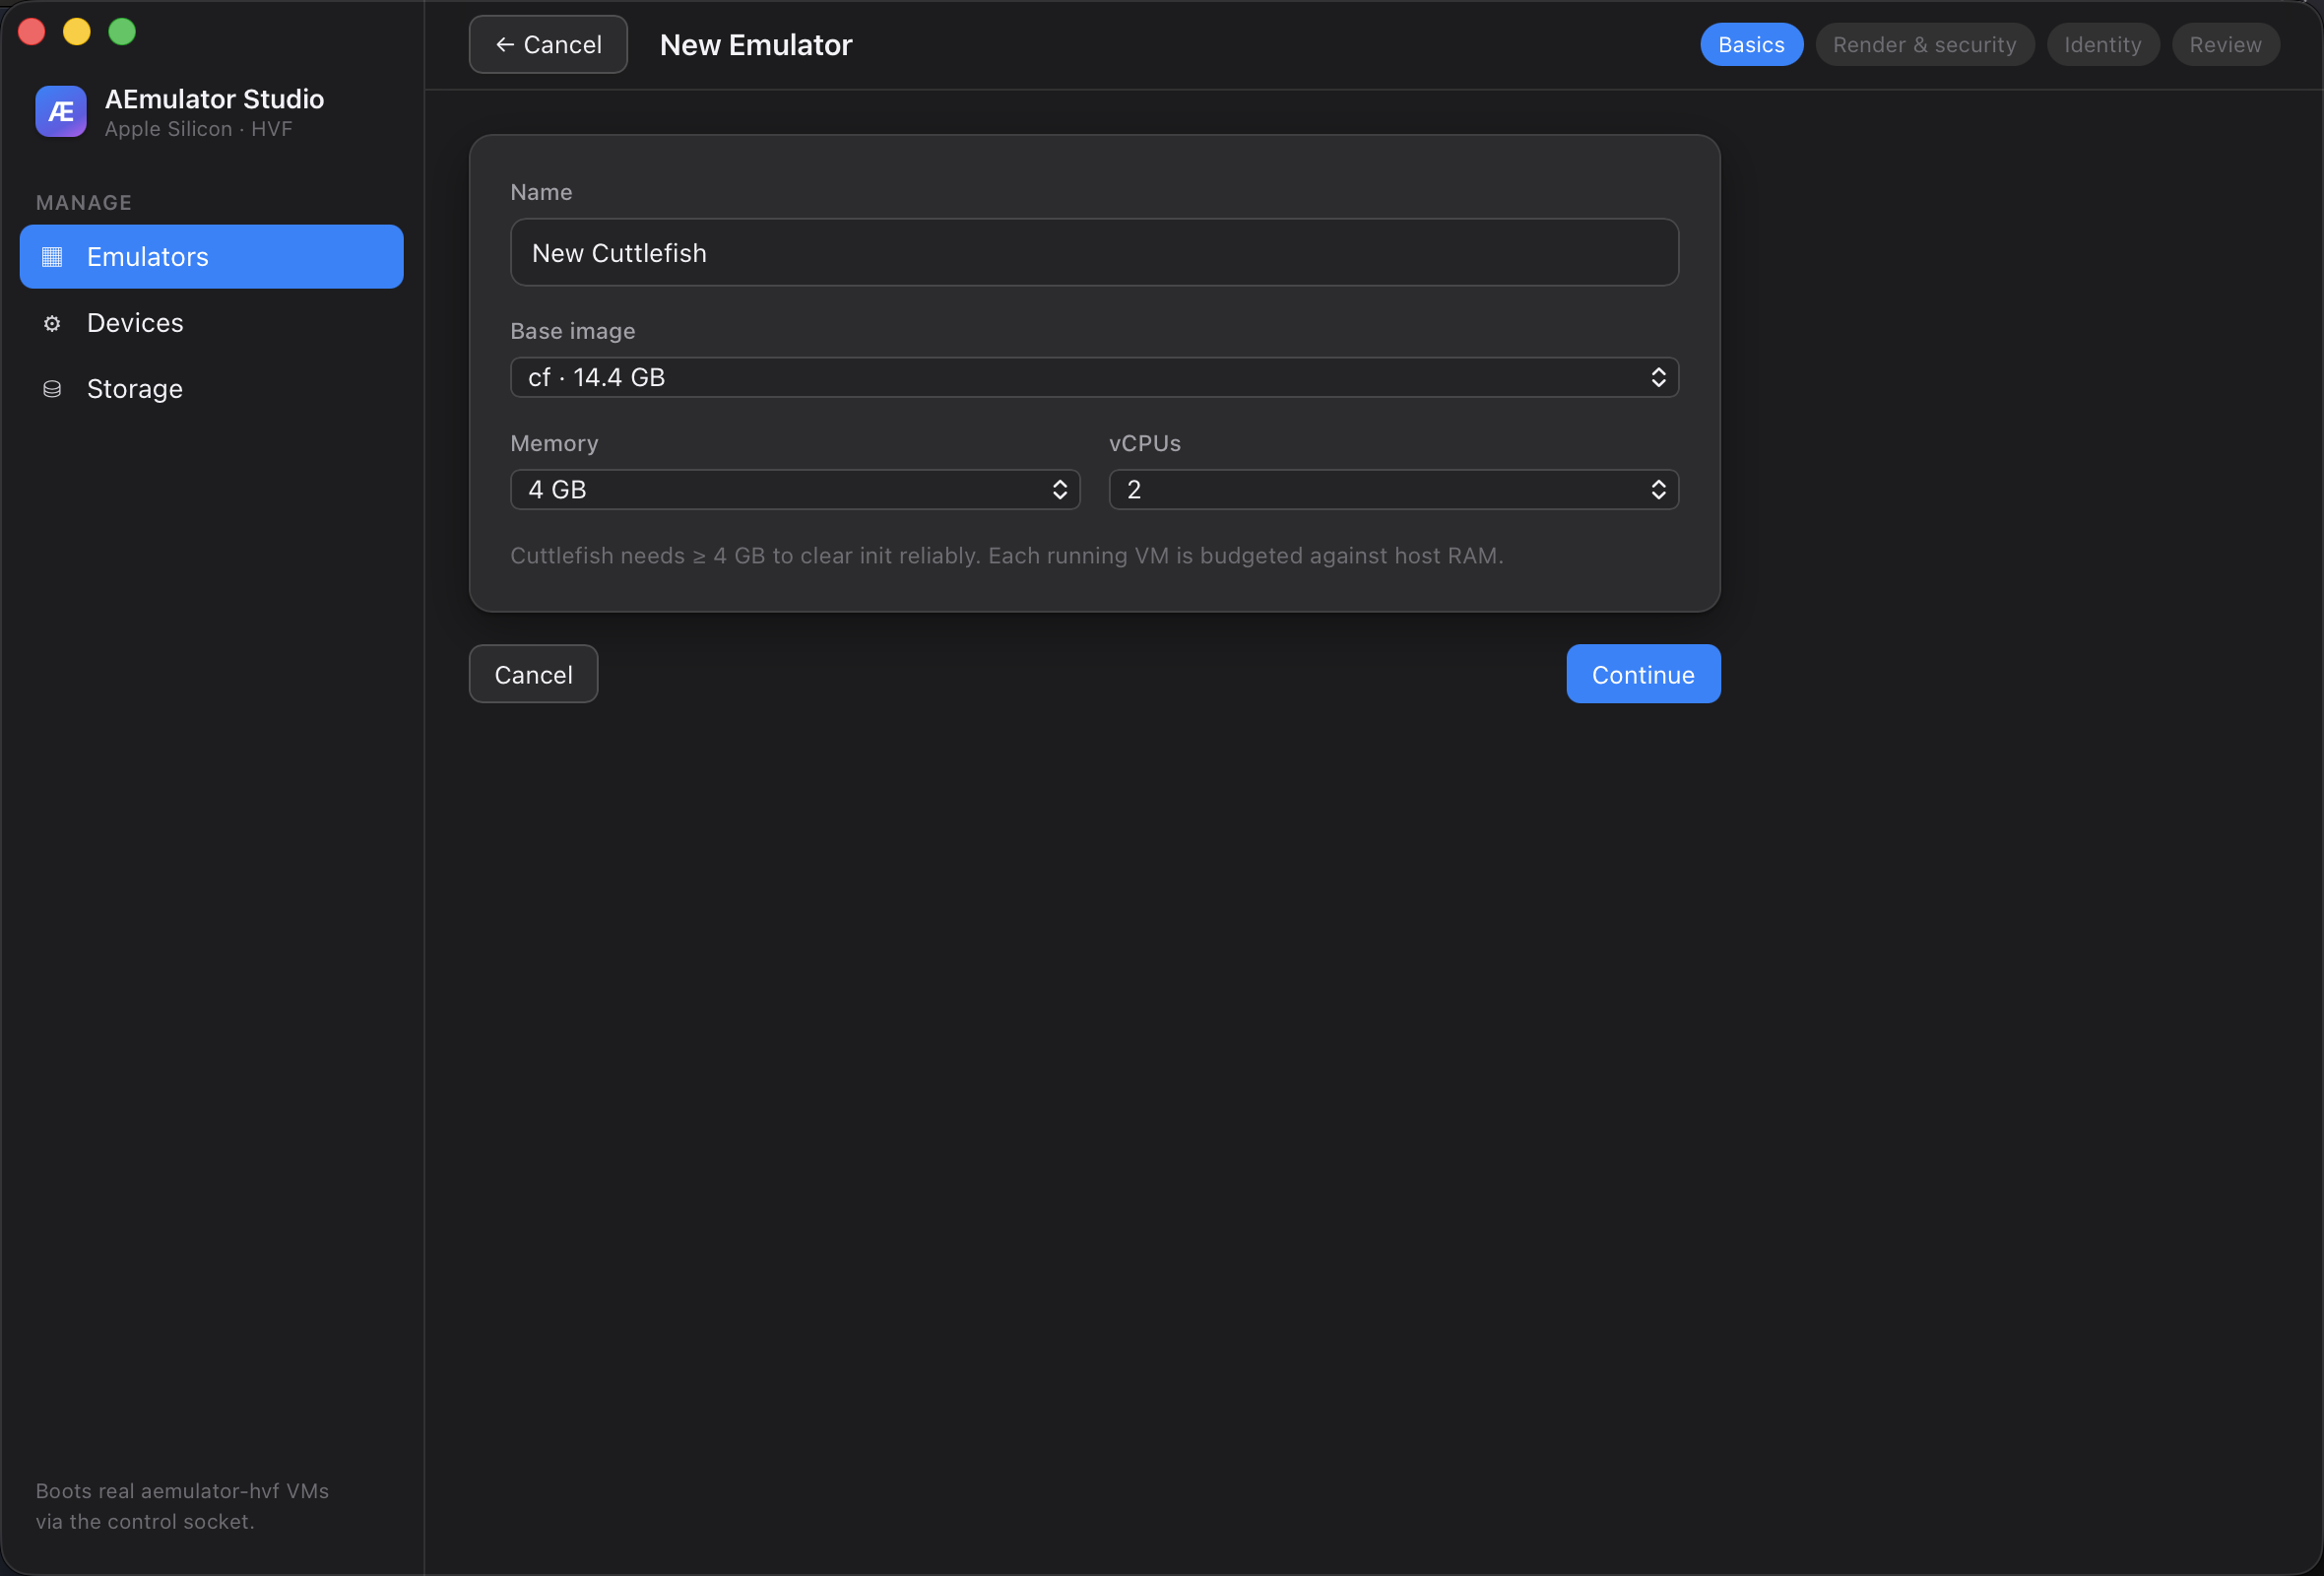 Æ
AEmulator Studio
Apple Silicon · HVF
MANAGE
Emulators
Devices
Storage
Boots real aemulator-hvf VMs
via the control socket.
← Cancel
New Emulator
Basics
Render & security
Identity
Review
Name
New Cuttlefish
Base image
cf · 14.4 GB
Memory
vCPUs
4 GB
2
Cuttlefish needs ≥ 4 GB to clear init reliably. Each running VM is budgeted against host RAM.
Cancel
Continue